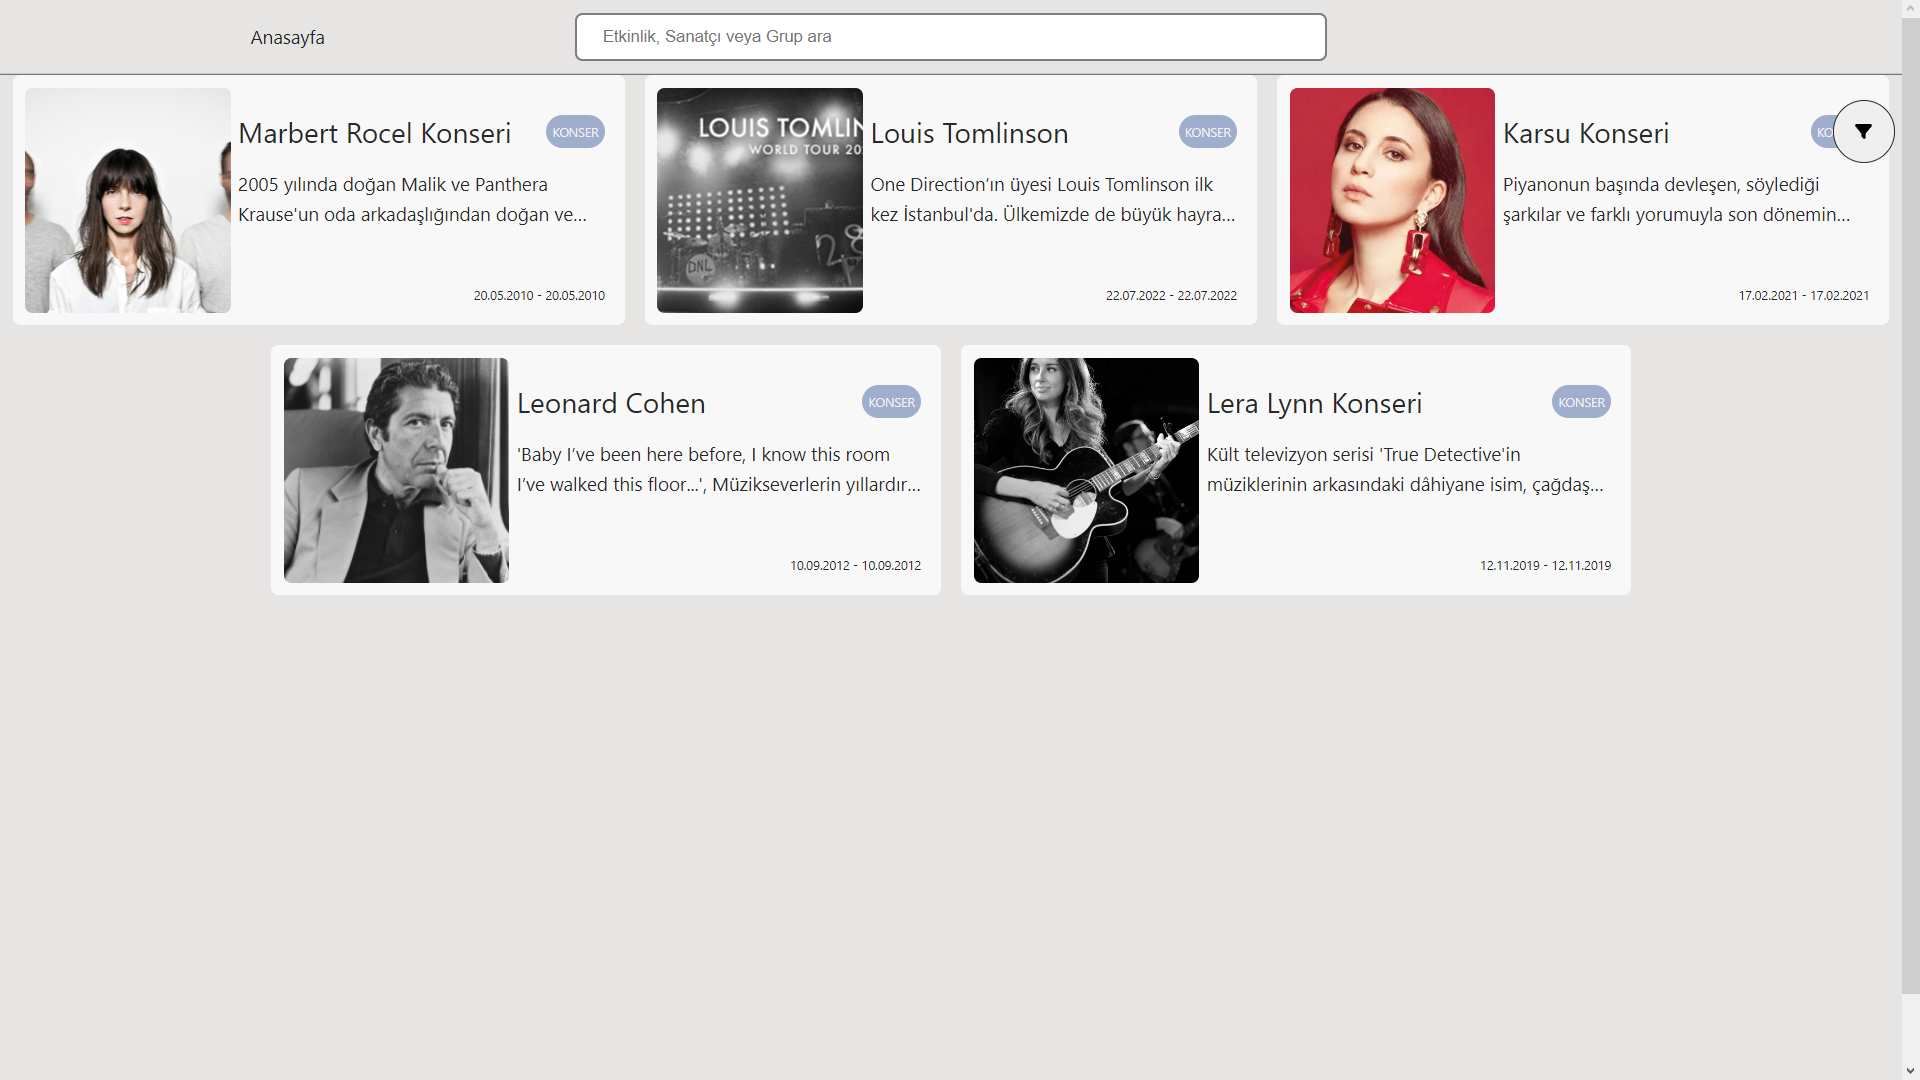 Anasayfa
Etkinlik, Sanatçı veya Grup ara
Marbert Rocel Konseri
KONSER
2005 yılında doğan Malik ve Panthera
Krause'un oda arkadaşlığından doğan ve...
20.05.2010 - 20.05.2010
LOUIS TOMLIN
WORLD TOUR 20
28
DNL
Louis Tomlinson
KONSER
One Direction’ın üyesi Louis Tomlinson ilk
kez İstanbul'da. Ülkemizde de büyük hayra...
22.07.2022 - 22.07.2022
Karsu Konseri
KO
Piyanonun başında devleşen, söylediği
şarkılar ve farklı yorumuyla son dönemin...
17.02.2021 - 17.02.2021
Leonard Cohen
KONSER
'Baby I’ve been here before, I know this room
I’ve walked this floor...', Müzikseverlerin yıllardır...
10.09.2012 - 10.09.2012
Lera Lynn Konseri
KONSER
Kült televizyon serisi 'True Detective'in
müziklerinin arkasındaki dâhiyane isim, çağdaş...
12.11.2019 - 12.11.2019